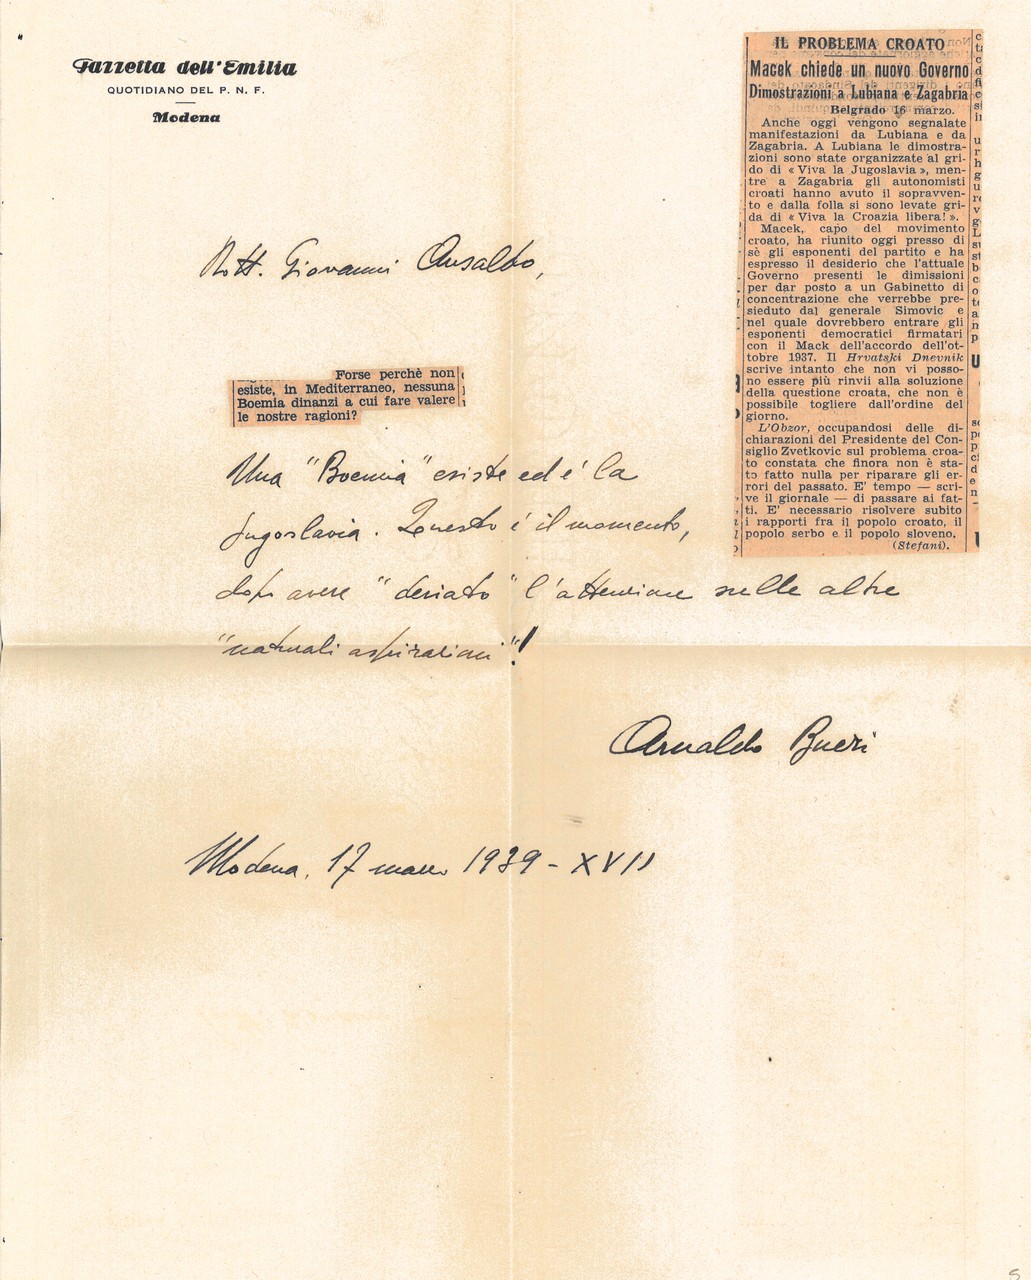 Gazzetta dell'Emilia
QUOTIDIANO DEL P. N. F.
Modena
IL PROBLEMA CROATO
Macek chiede un nuovo Governo
Dimostrazioni a Lubiana e Zagabria
Belgrado 16 marzo.
Anche oggi vengono segnalate
manifestazioni da Lubiana e da
Zagabria. A Lubiana le dimostra-
zioni sono state organizzate al gri-
do di « Viva la Jugoslavia », men-
tre a Zagabria gli autonomisti
croati hanno avuto il sopravven-
to e dalla folla si sono levate gri-
da di « Viva la Croazia libera! ».
Macek, capo del movimento
croato, ha riunito oggi presso di
sè gli esponenti del partito e ha
espresso il desiderio che l'attuale
Governo presenti le dimissioni
per dar posto a un Gabinetto di
concentrazione che verrebbe pre-
sieduto dal generale Simovic e
nel quale dovrebbero entrare gli
esponenti democratici firmatari
con il Mack dell'accordo dell'ot-
tobre 1937. Il Hrvatski Dnevnik
scrive intanto che non vi posso-
no essere più rinvii alla soluzione
della questione croata, che non è
possibile togliere dall'ordine del
giorno.
L'Obzor, occupandosi delle di-
chiarazioni del Presidente del Con-
siglio Zvetkovic sul problema croa-
to constata che finora non è sta-
to fatto nulla per riparare gli er-
rori del passato. E' tempo — scri-
ve il giornale — di passare ai fat-
ti. E' necessario risolvere subito
i rapporti fra il popolo croato, il
popolo serbo e il popolo sloveno.
(Stefani).
Dott. Giovanni Ansaldo,
Forse perchè non
esiste, in Mediterraneo, nessuna
Boemia dinanzi a cui fare valere
le nostre ragioni?
Una "Boemia" esiste ed è la
Jugoslavia. Questo è il momento,
dopo avere "deviato" l'attenzione sulle altre
"naturali aspirazioni"!
Arnaldo
Modena, 17 marzo 1939 - XVII